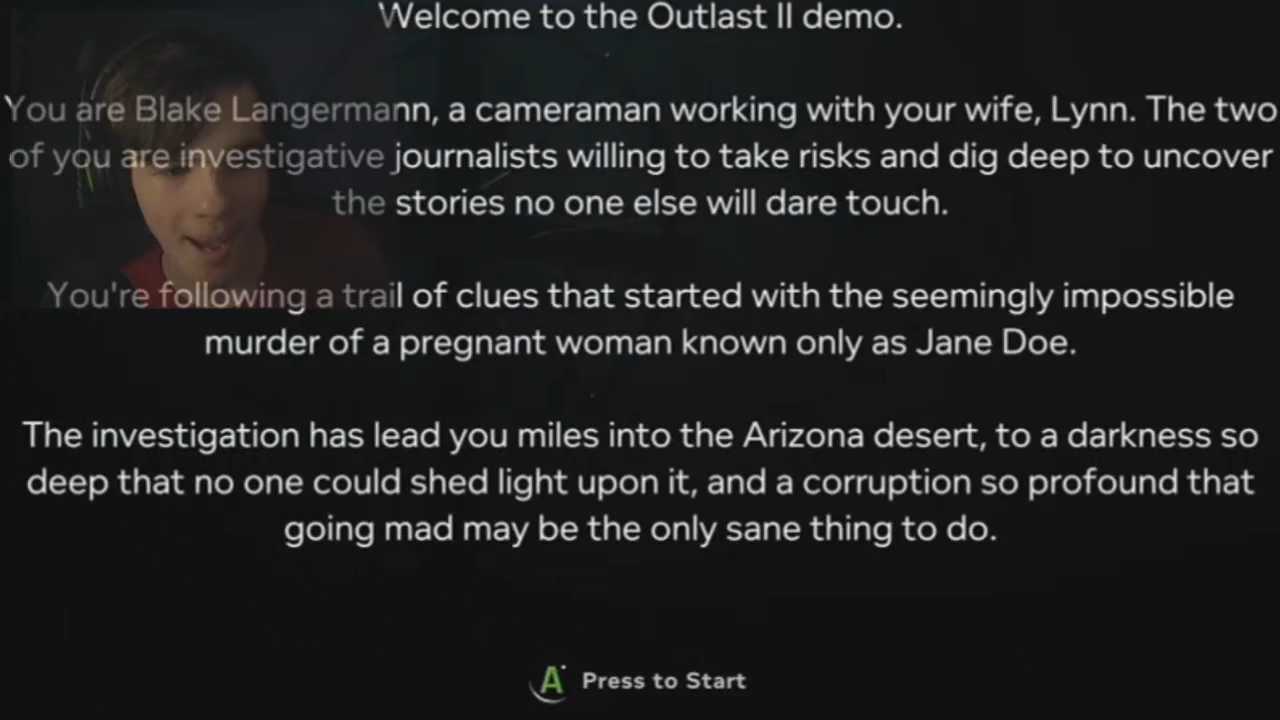 Welcome to the Outlast II demo.
You are Blake Langermann, a cameraman working with your wife, Lynn. The two
of you are investigative journalists willing to take risks and dig deep to uncover
the stories no one else will dare touch.
You're following a trail of clues that started with the seemingly impossible
murder of a pregnant woman known only as Jane Doe.
The investigation has lead you miles into the Arizona desert, to a darkness so
deep that no one could shed light upon it, and a corruption so profound that
going mad may be the only sane thing to do.
A Press to Start